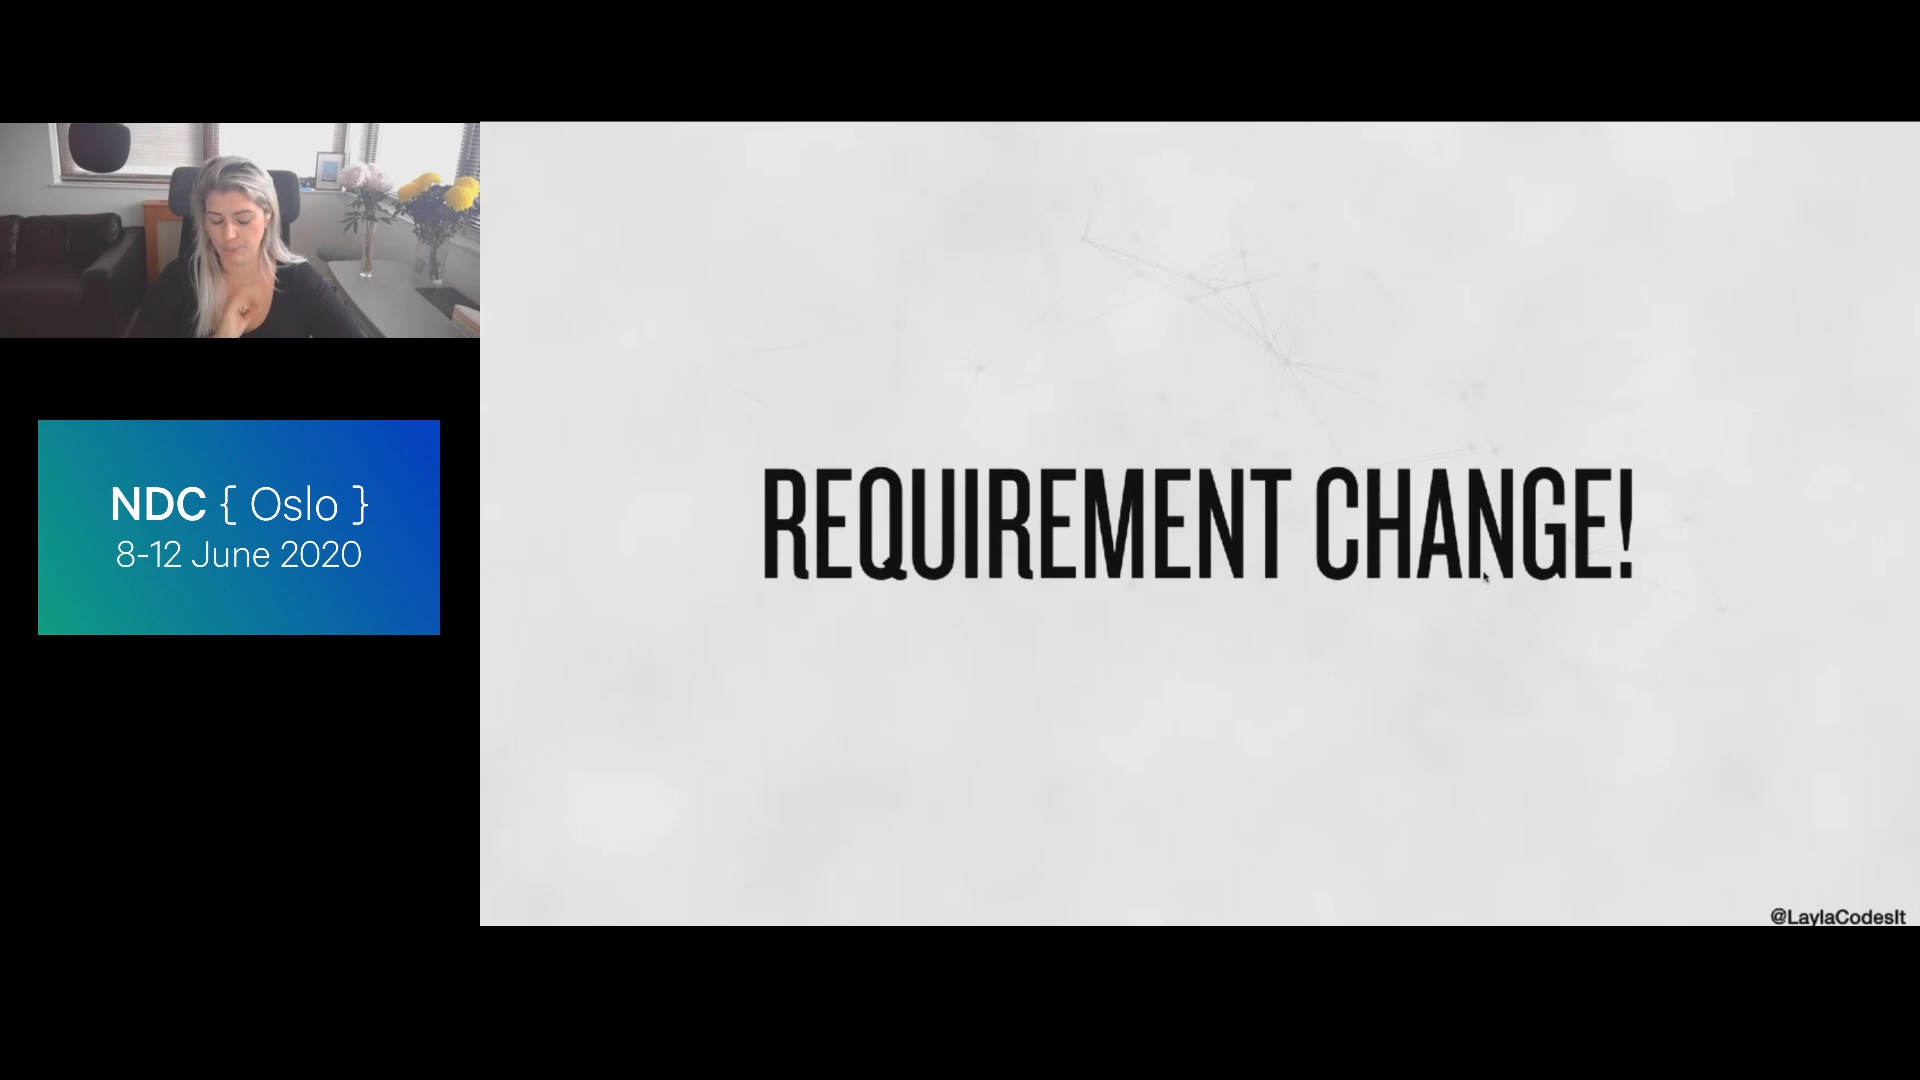 NDC { Oslo }
8-12 June 2020
REQUIREMENT CHANGE!
@LaylaCodesIt